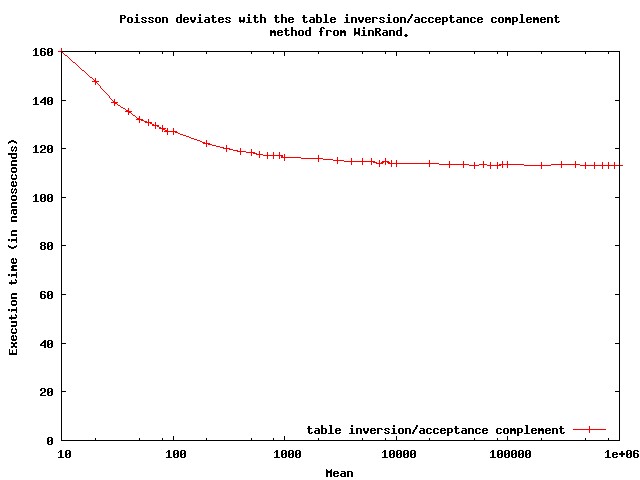 Poisson deviates with the table inversion/acceptance complement
method from WinRand.
160
140
120
100
80
60
40
20
0
Execution time (in nanoseconds)
table inversion/acceptance complement
10 100 1000 10000 100000 1e+06
Mean